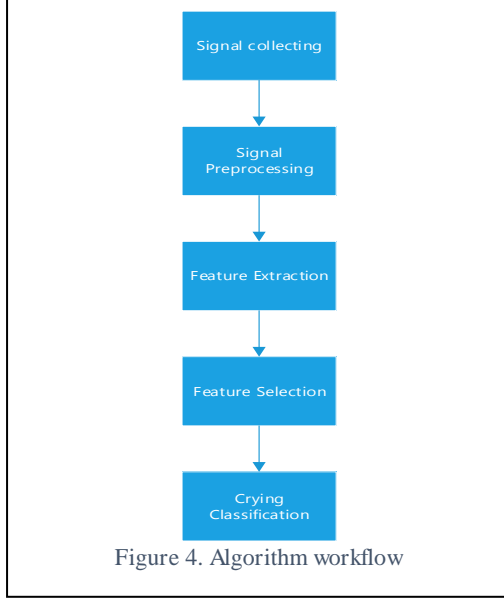 Signal collecting
Signal
Preprocessing
Feature Extraction
Feature Selection
Crying
Classification
Figure 4. Algorithm workflow